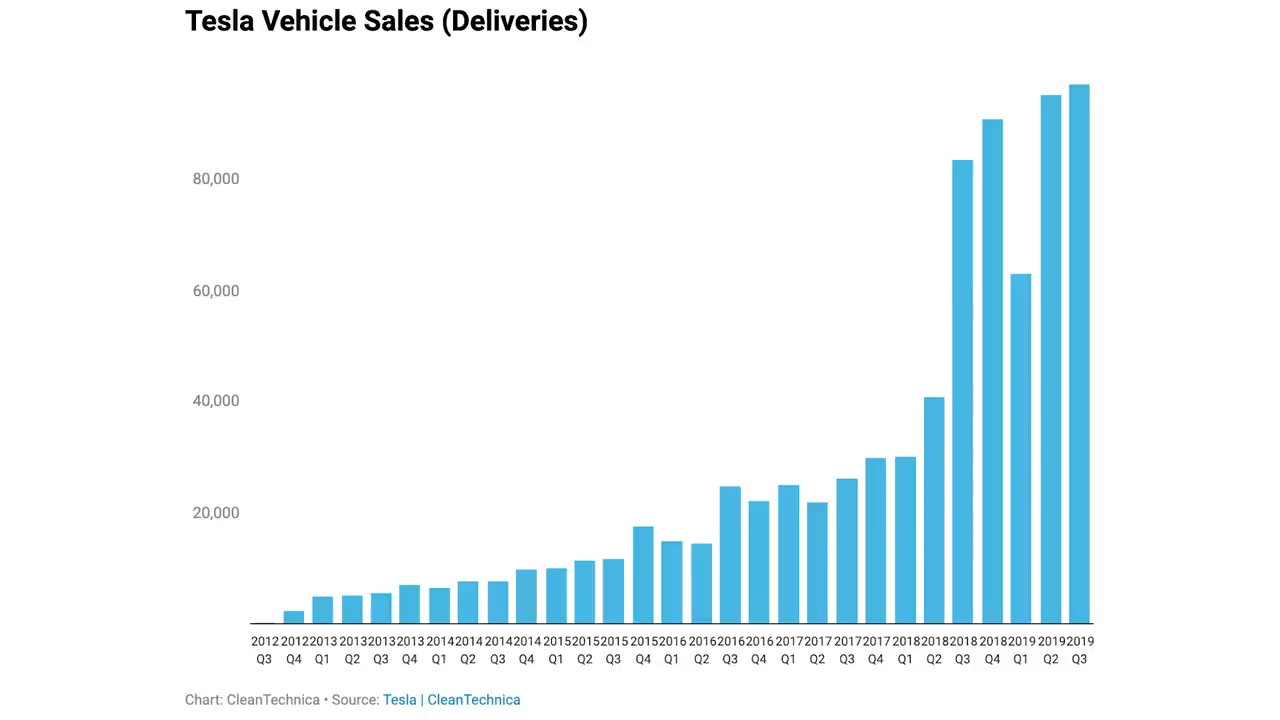 Tesla Vehicle Sales (Deliveries)
80,000
60,000
40,000
20,000
2012 2012 2013 2013 2013 2013 2014 2014 2014 2014 2015 2015 2015 2015 2016 2016 2016 2016 2017 2017 2017 2017 2018 2018 2018 2018 2019 2019 2019
Q3 Q4 Q1 Q2 Q3 Q4 Q1 Q2 Q3 Q4 Q1 Q2 Q3 Q4 Q1 Q2 Q3 Q4 Q1 Q2 Q3 Q4 Q1 Q2 Q3 Q4 Q1 Q2 Q3
Chart: CleanTechnica • Source: Tesla | CleanTechnica